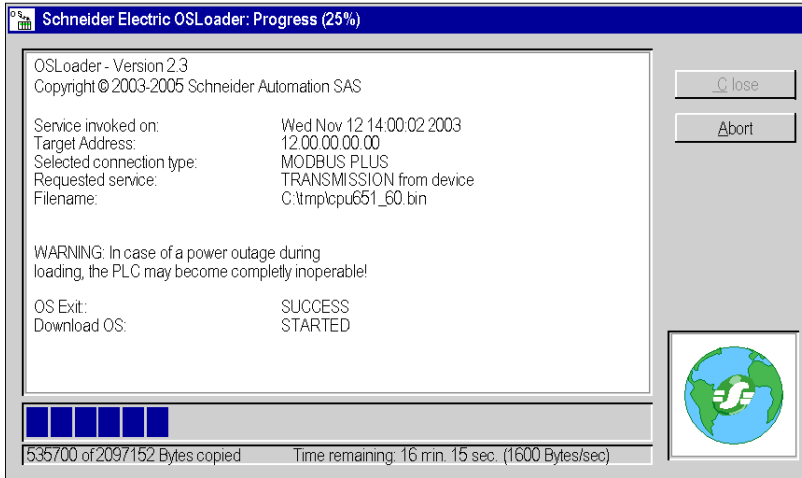 Schneider Electric OSLoader: Progress (25%)
OSLoader - Version 2.3
Copyright © 2003-2005 Schneider Automation SAS
Close
Service invoked on: Wed Nov 12 14:00:02 2003
Abort
Target Address: 12.00.00.00.00
Selected connection type: MODBUS PLUS
Requested service: TRANSMISSION from device
Filename: C:\tmp\cpu651_60.bin
WARNING: In case of a power outage during
loading, the PLC may become completly inoperable!
OS Exit:: SUCCESS
Download OS: STARTED
535700 of 2097152 Bytes copied Time remaining: 16 min. 15 sec. (1600 Bytes/sec)